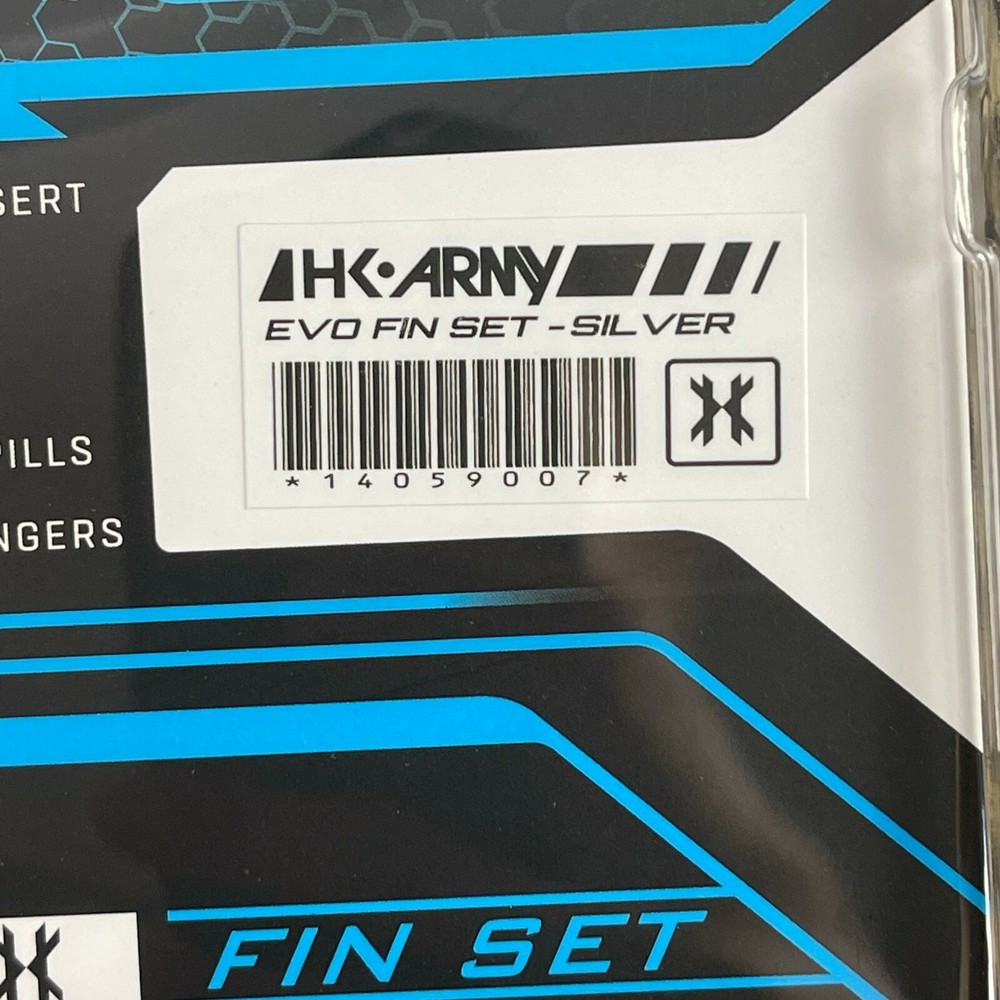 SERT
HK•ARMY
EVO FIN SET -SILVER
*14059007*
PILLS
NGERS
FIN SET